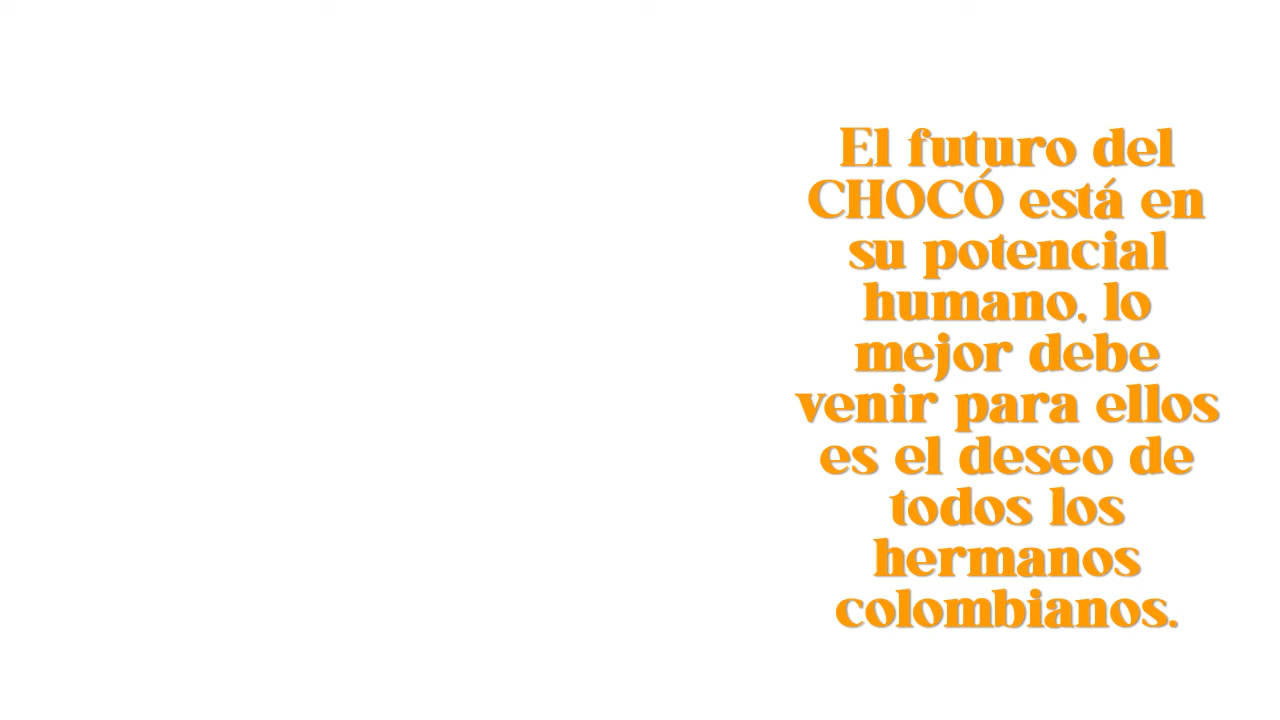 El futuro del
CHOCÓ está en
su potencial
humano, lo
mejor debe
venir para ellos
es el deseo de
todos los
hermanos
colombianos.